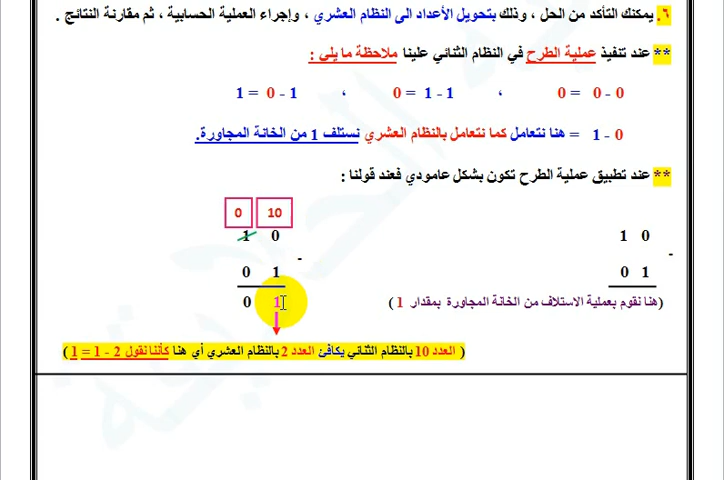 ٦. يمكنك التأكد من الحل ، وذلك بتحويل الأعداد الى النظام العشري ، وإجراء العملية الحسابية ، ثم مقارنة النتائج .
** عند تنفيذ عملية الطرح في النظام الثنائي علينا ملاحظة ما يلي :
0 - 0 = 0 ، 1 - 1 = 0 ، 1 - 0 = 1
0 - 1 = هنا نتعامل كما نتعامل بالنظام العشري نستلف 1 من الخانة المجاورة.
** عند تطبيق عملية الطرح تكون بشكل عامودي فعند قولنا :
0 10
1 0 1 0
- -
0 1 0 1
(هنا نقوم بعملية الاستلاف من الخانة المجاورة بمقدار 1 ) 0 1
( العدد 10 بالنظام الثنائي يكافئ العدد 2 بالنظام العشري أي هنا كأننا نقول 2 - 1 = 1 )